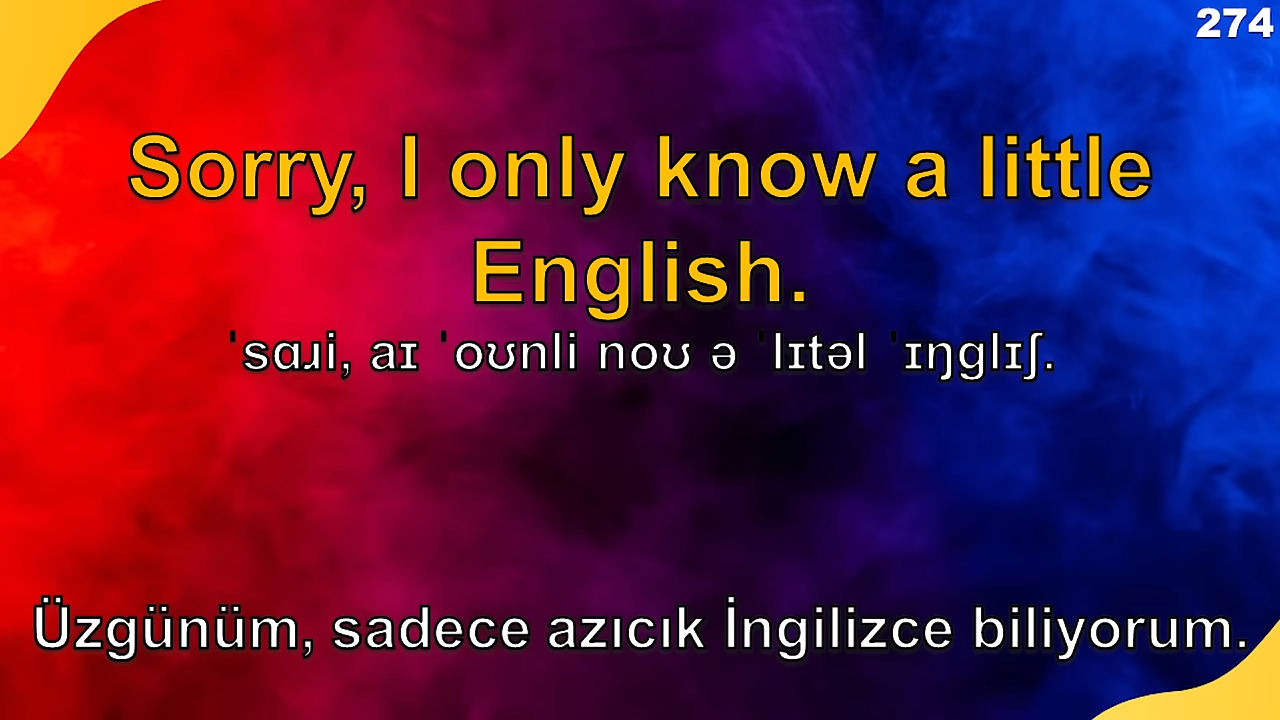 274
Sorry, I only know a little
English.
ˈsɑɹi, aɪ ˈoʊnli noʊ ə ˈlɪtəl ˈɪŋglɪʃ.
Üzgünüm, sadece azıcık İngilizce biliyorum.